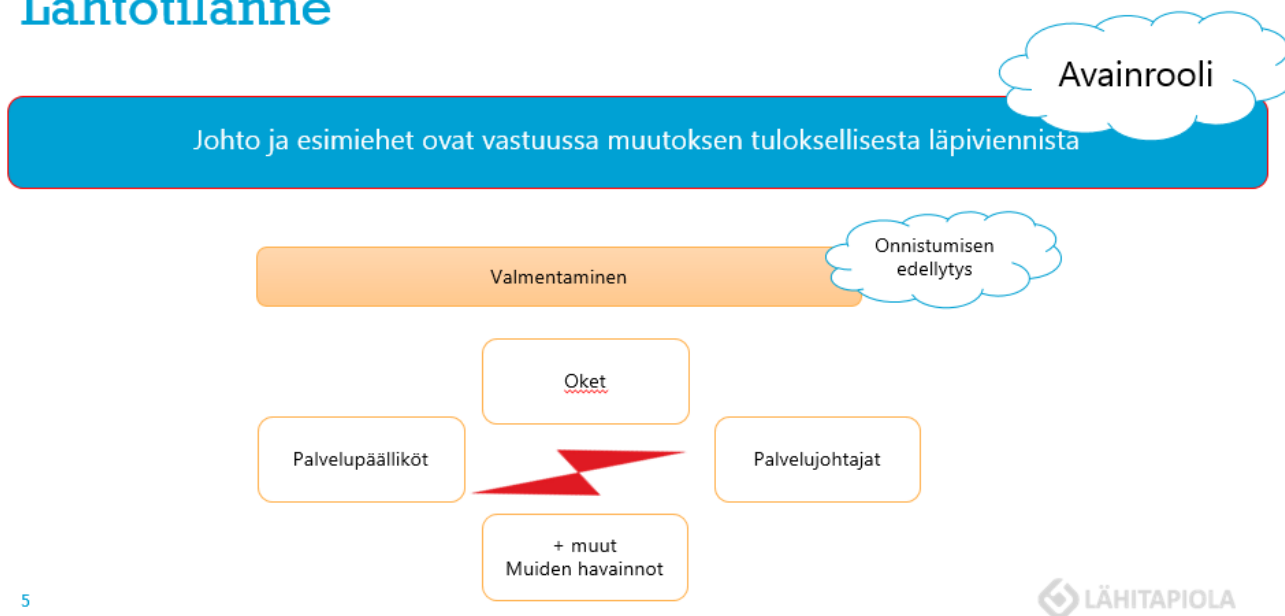 Lähtötilanne
Avainrooli
Johto ja esimiehet ovat vastuussa muutoksen tuloksellisesta läpiviennistä
Onnistumisen
edellytys
Valmentaminen
Oket
Palvelupäälliköt
Palvelujohtajat
+ muut
Muiden havainnot
5
LÄHITAPIOLA